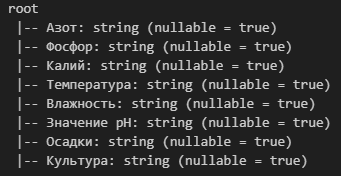 root
 |-- Азот: string (nullable = true)
 |-- Фосфор: string (nullable = true)
 |-- Калий: string (nullable = true)
 |-- Температура: string (nullable = true)
 |-- Влажность: string (nullable = true)
 |-- Значение pH: string (nullable = true)
 |-- Осадки: string (nullable = true)
 |-- Культура: string (nullable = true)